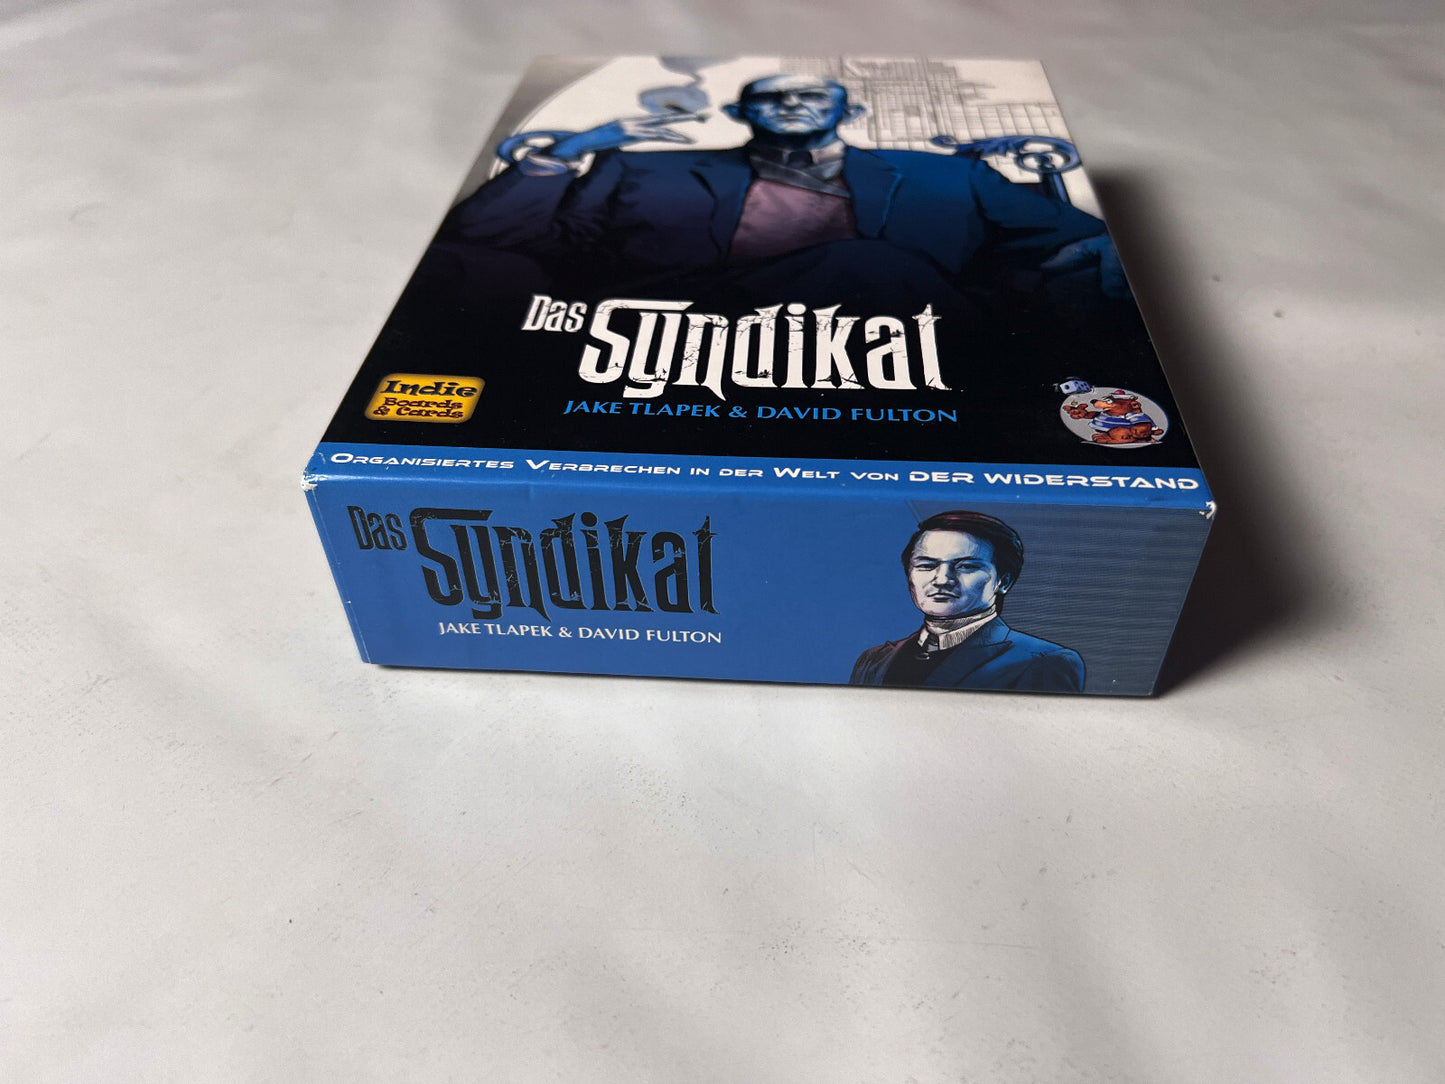 Das Syndikat
JAKE TLAPEK & DAVID FULTON
Indie
Boards
& Cards
Organisiertes Verbrechen in der Welt von DER WIDERSTAND
Das Syndikat
JAKE TLAPEK & DAVID FULTON